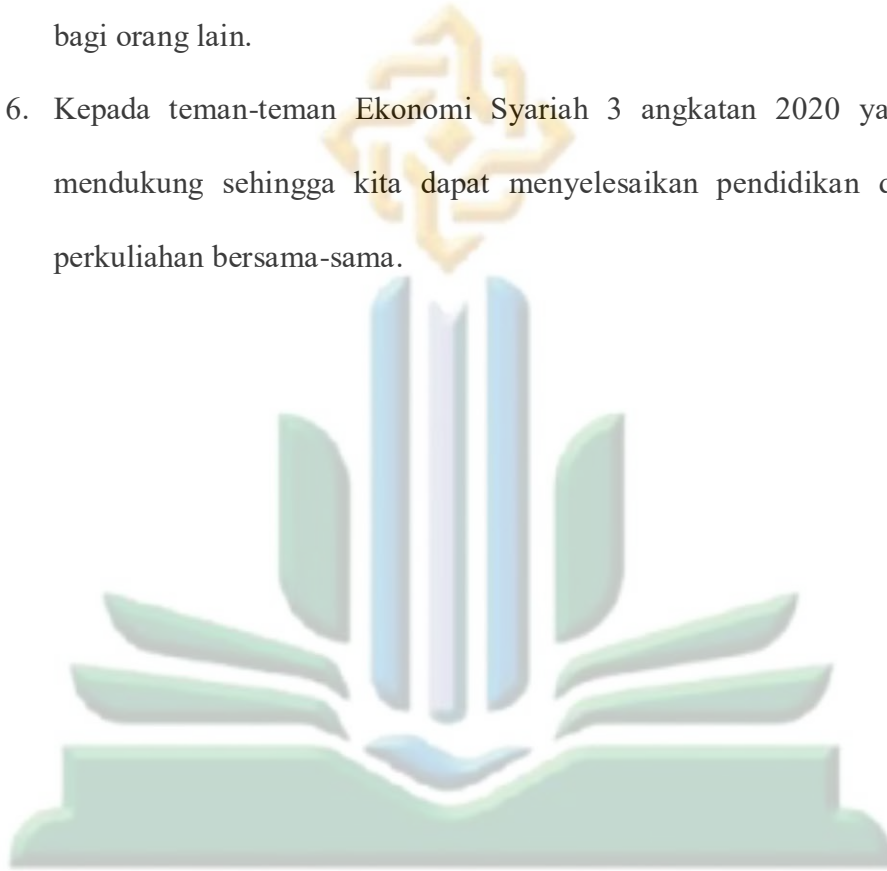 bagi orang lain.
6. Kepada teman-teman Ekonomi Syariah 3 angkatan 2020
mendukung sehingga kita dapat menyelesaikan pendidikan
perkuliahan bersama-sama.